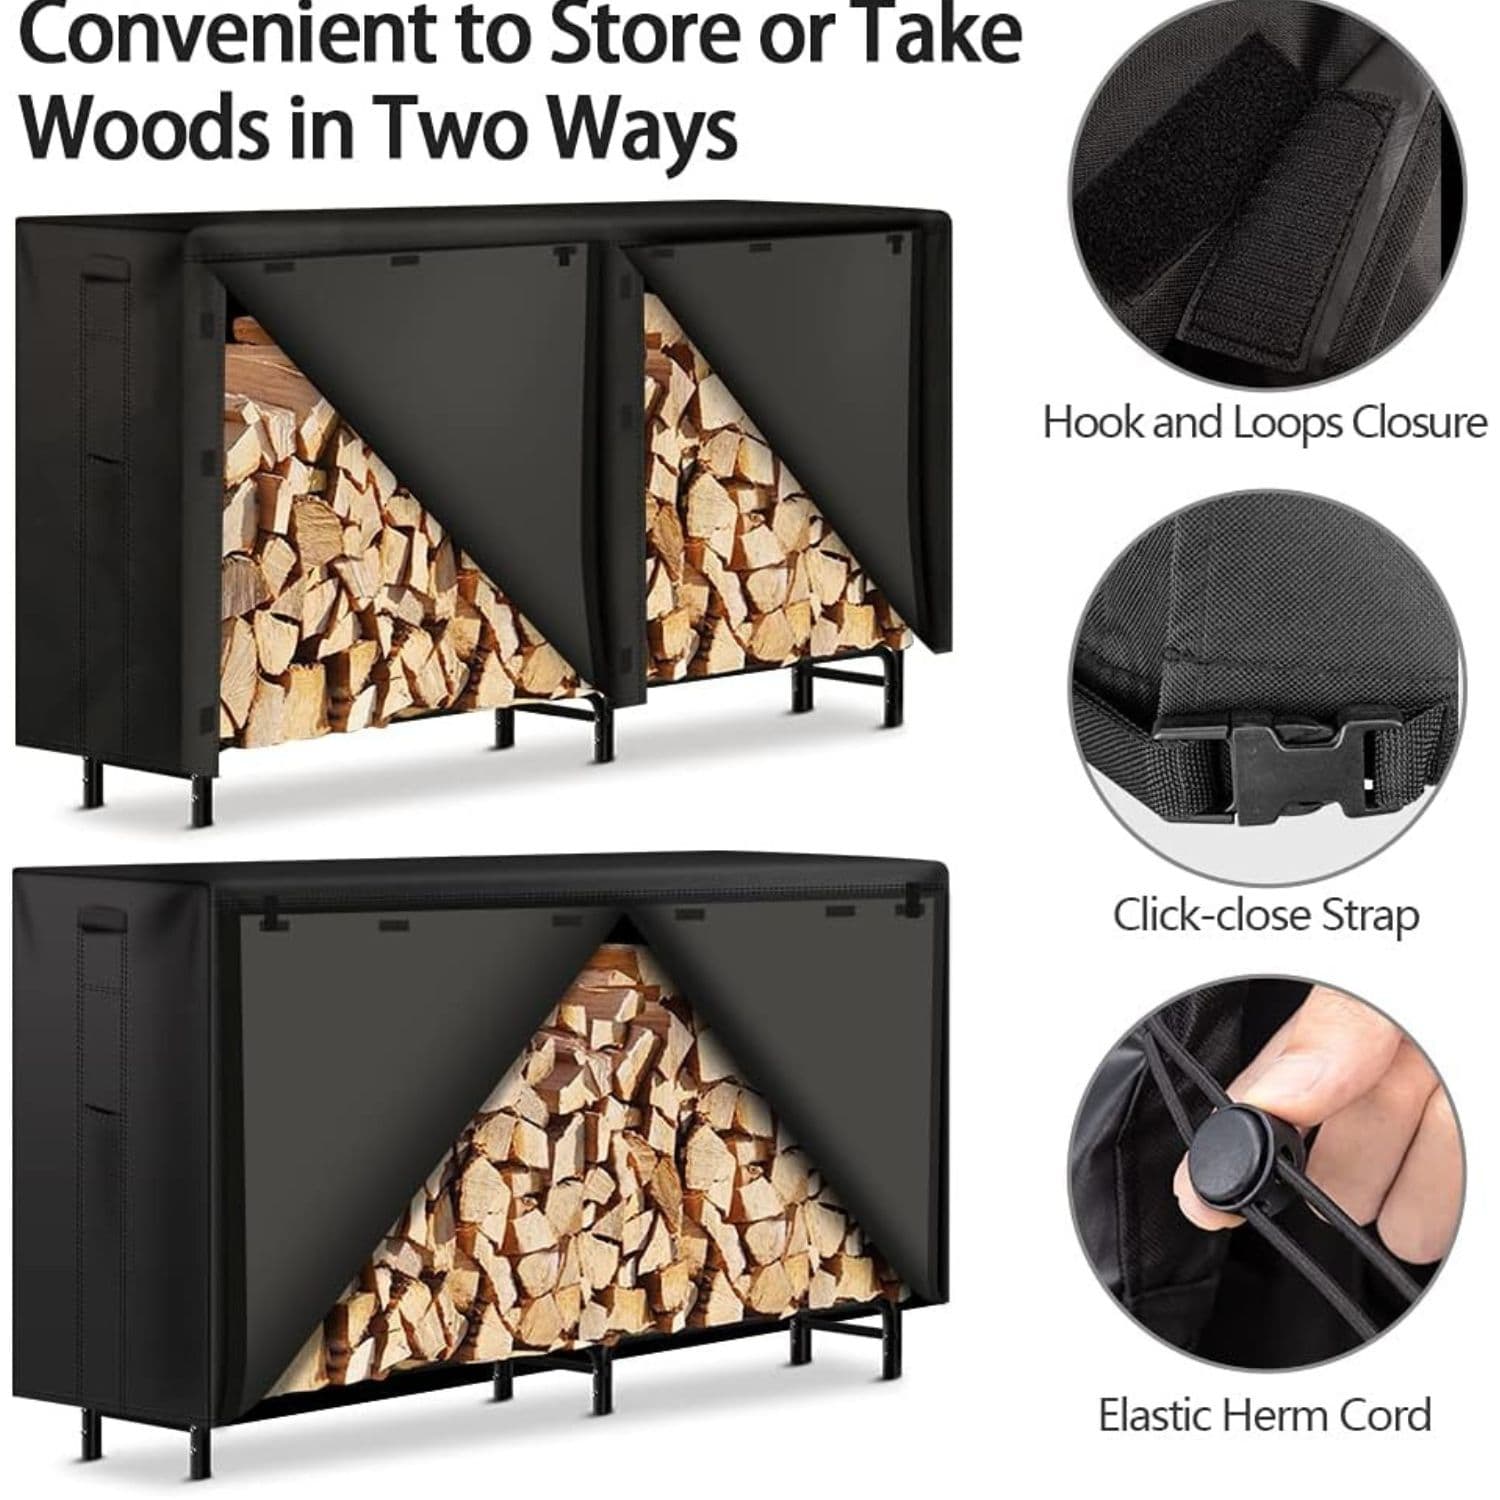 Convenient to Store or Take
Woods in Two Ways
Hook and Loops Closure
Click-close Strap
Elastic Herm Cord